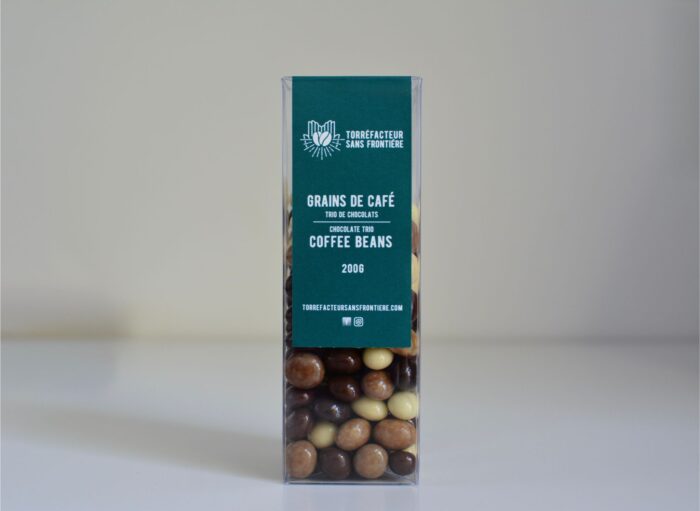 TORRÉFACTEUR
SANS FRONTIÈRE
GRAINS DE CAFÉ
TRIO DE CHOCOLATS
CHOCOLATE TRIO
COFFEE BEANS
200G
TORREFACTEURSANSFRONTIERE.COM